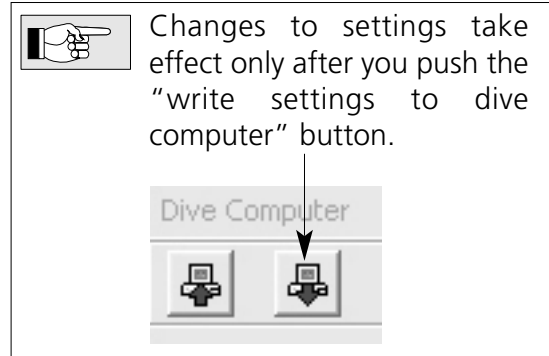 Changes to settings take
effect only after you push the
“write settings to dive
computer” button.
Dive Computer